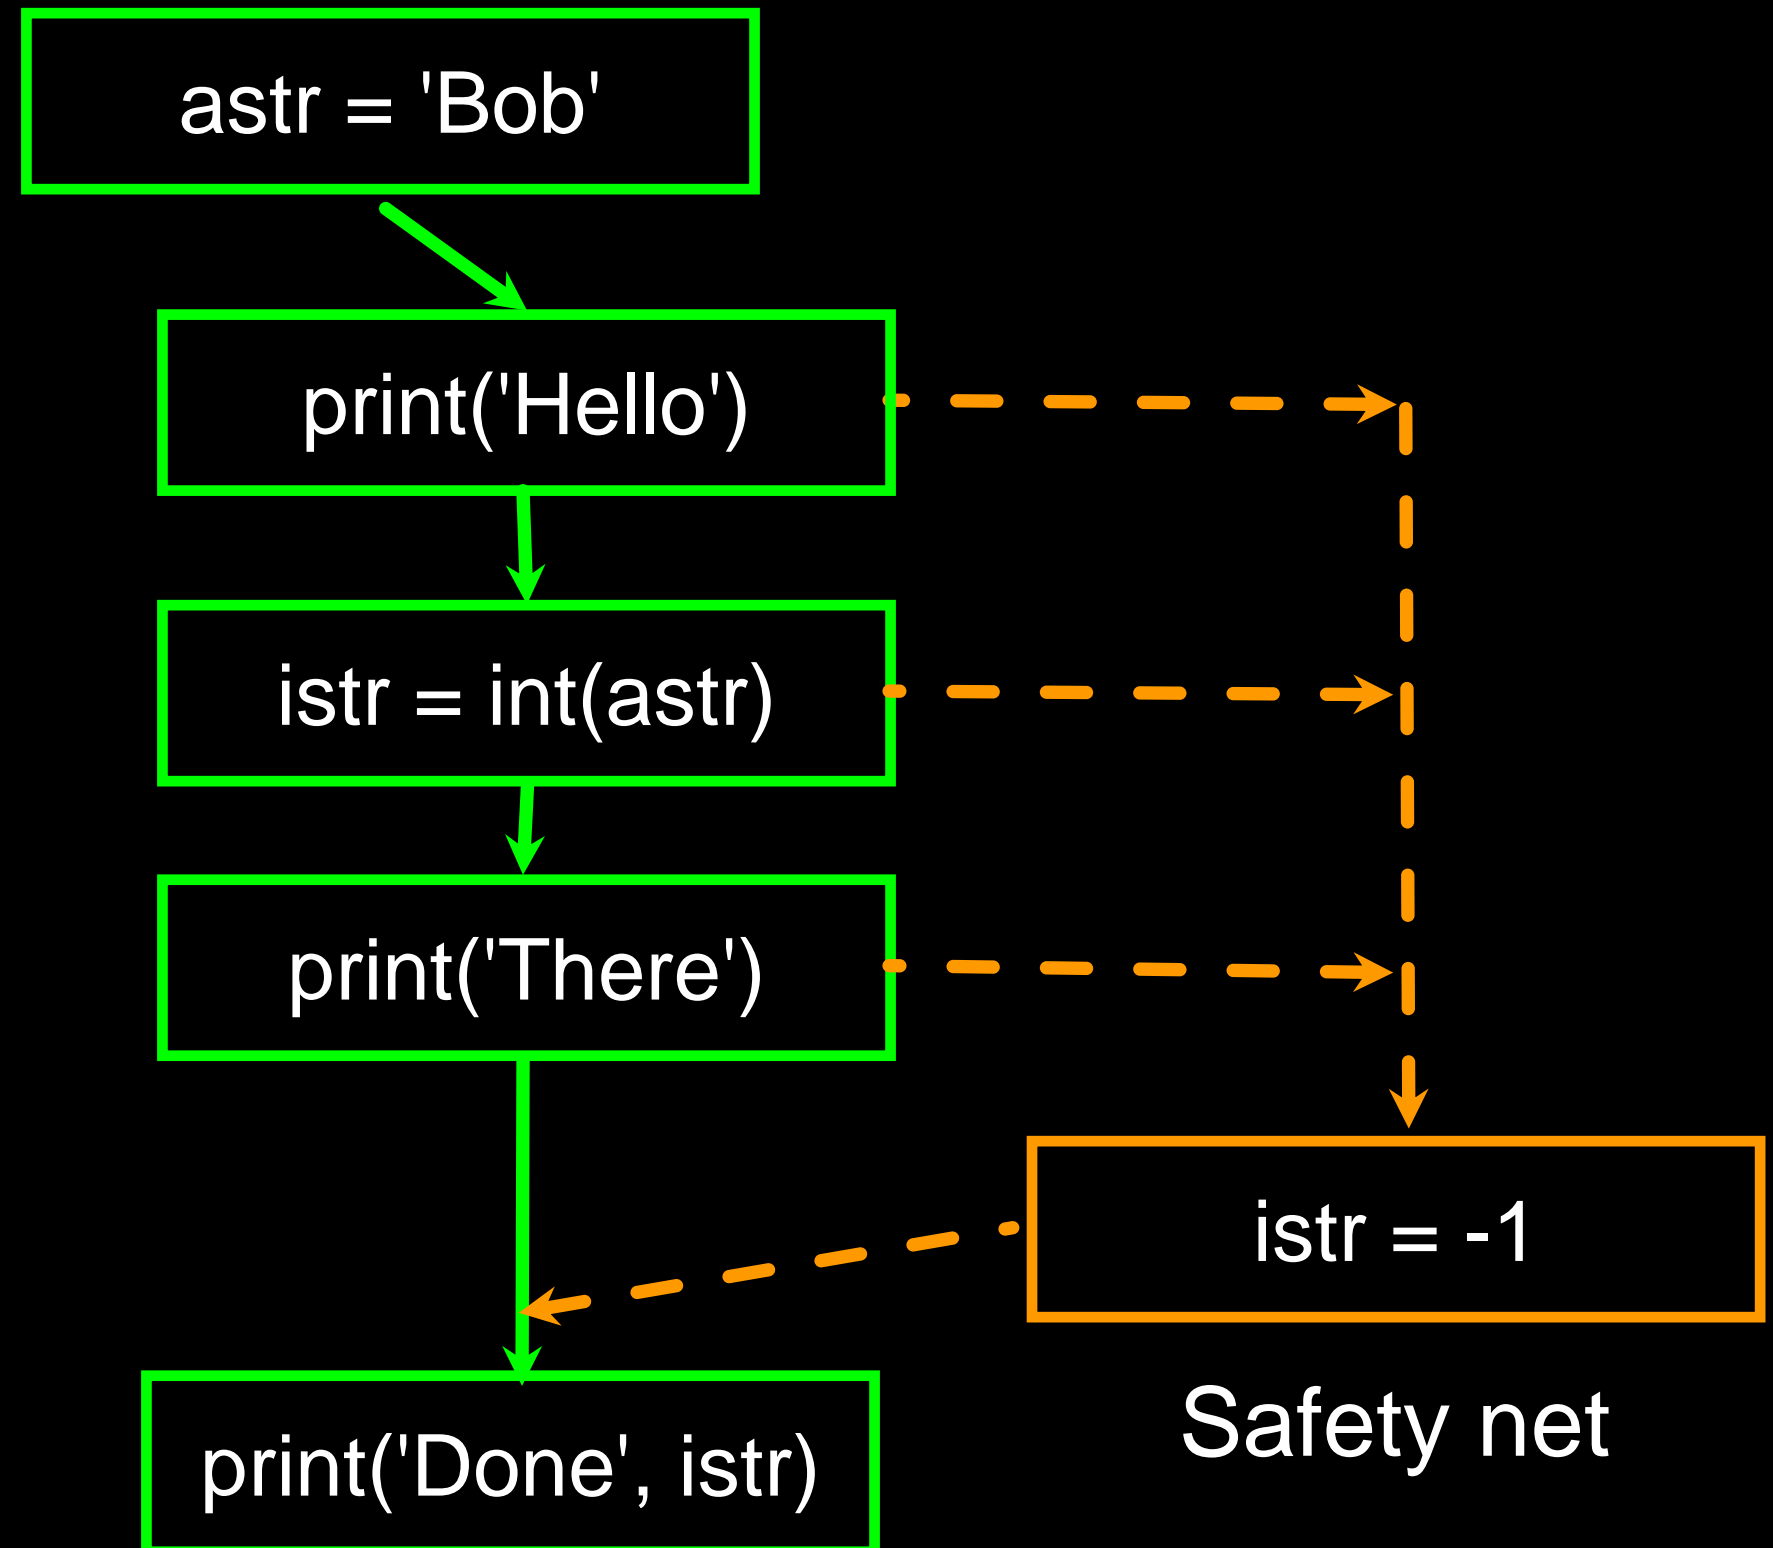 astr = 'Bob'
print('Hello')
istr = int(astr)
print('There')
istr = -1
Safety net
print('Done', istr)